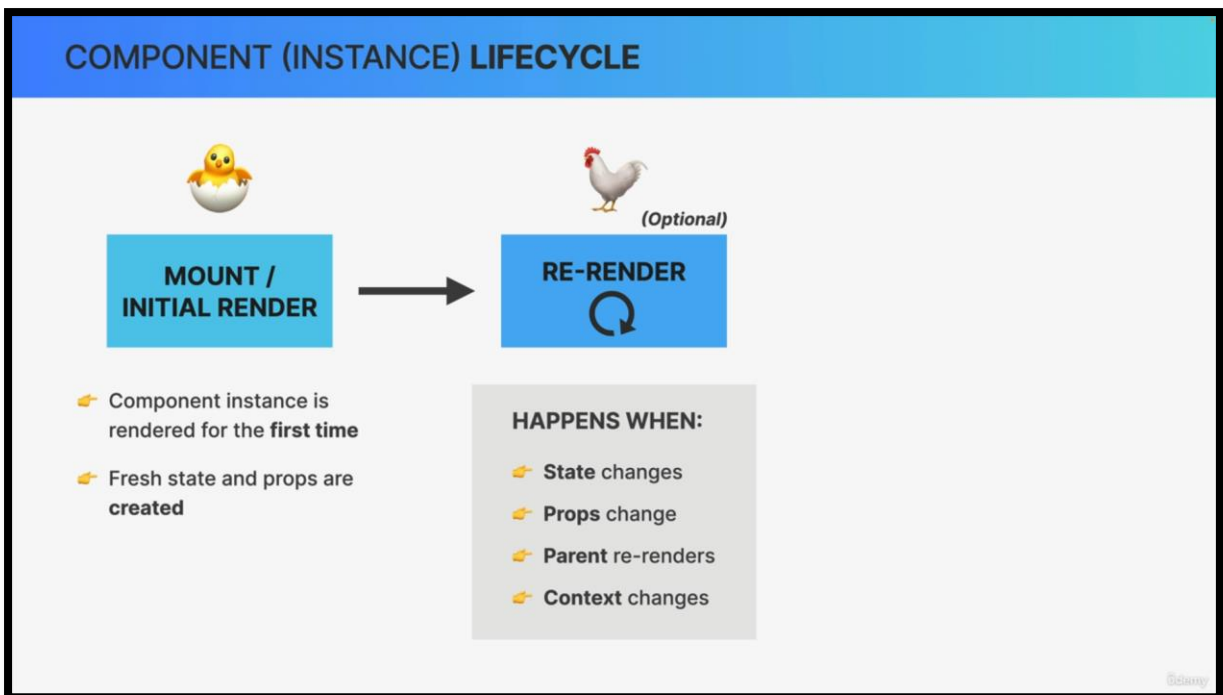 COMPONENT (INSTANCE) LIFECYCLE
(Optional)
MOUNT /
INITIAL RENDER
RE-RENDER
Component instance is
rendered for the first time
Fresh state and props are
created
HAPPENS WHEN:
State changes
Props change
Parent re-renders
Context changes
Udemy